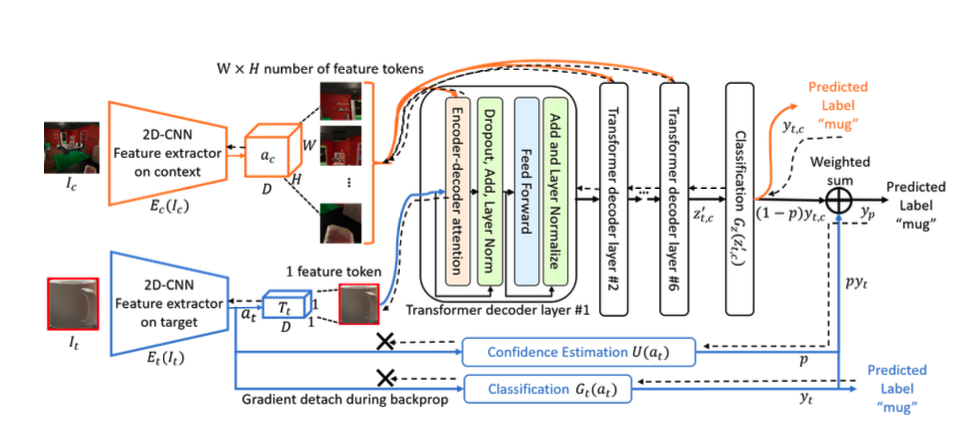 W × H number of feature tokens
2D-CNN
Feature extractor
on context
I_c
E_c(I_c)
a_c
W
H
D
⋮
Encoder-decoder attention
Dropout, Add, Layer Norm
Feed Forward
Add and Layer Normalize
Transformer decoder layer #1
Transformer decoder layer #2
...
Transformer decoder layer #6
z'_{t,c}
Classification G_z(z'_{t,c})
Predicted
Label
“mug”
y_{t,c}
Weighted
sum
(1 − p)y_{t,c}
y_p
Predicted
Label
“mug”
py_t
2D-CNN
Feature extractor
on target
I_t
E_t(I_t)
a_t
1 feature token
T_t
1
1
D
Confidence Estimation U(a_t)
p
Classification G_t(a_t)
y_t
Predicted
Label
“mug”
Gradient detach during backprop